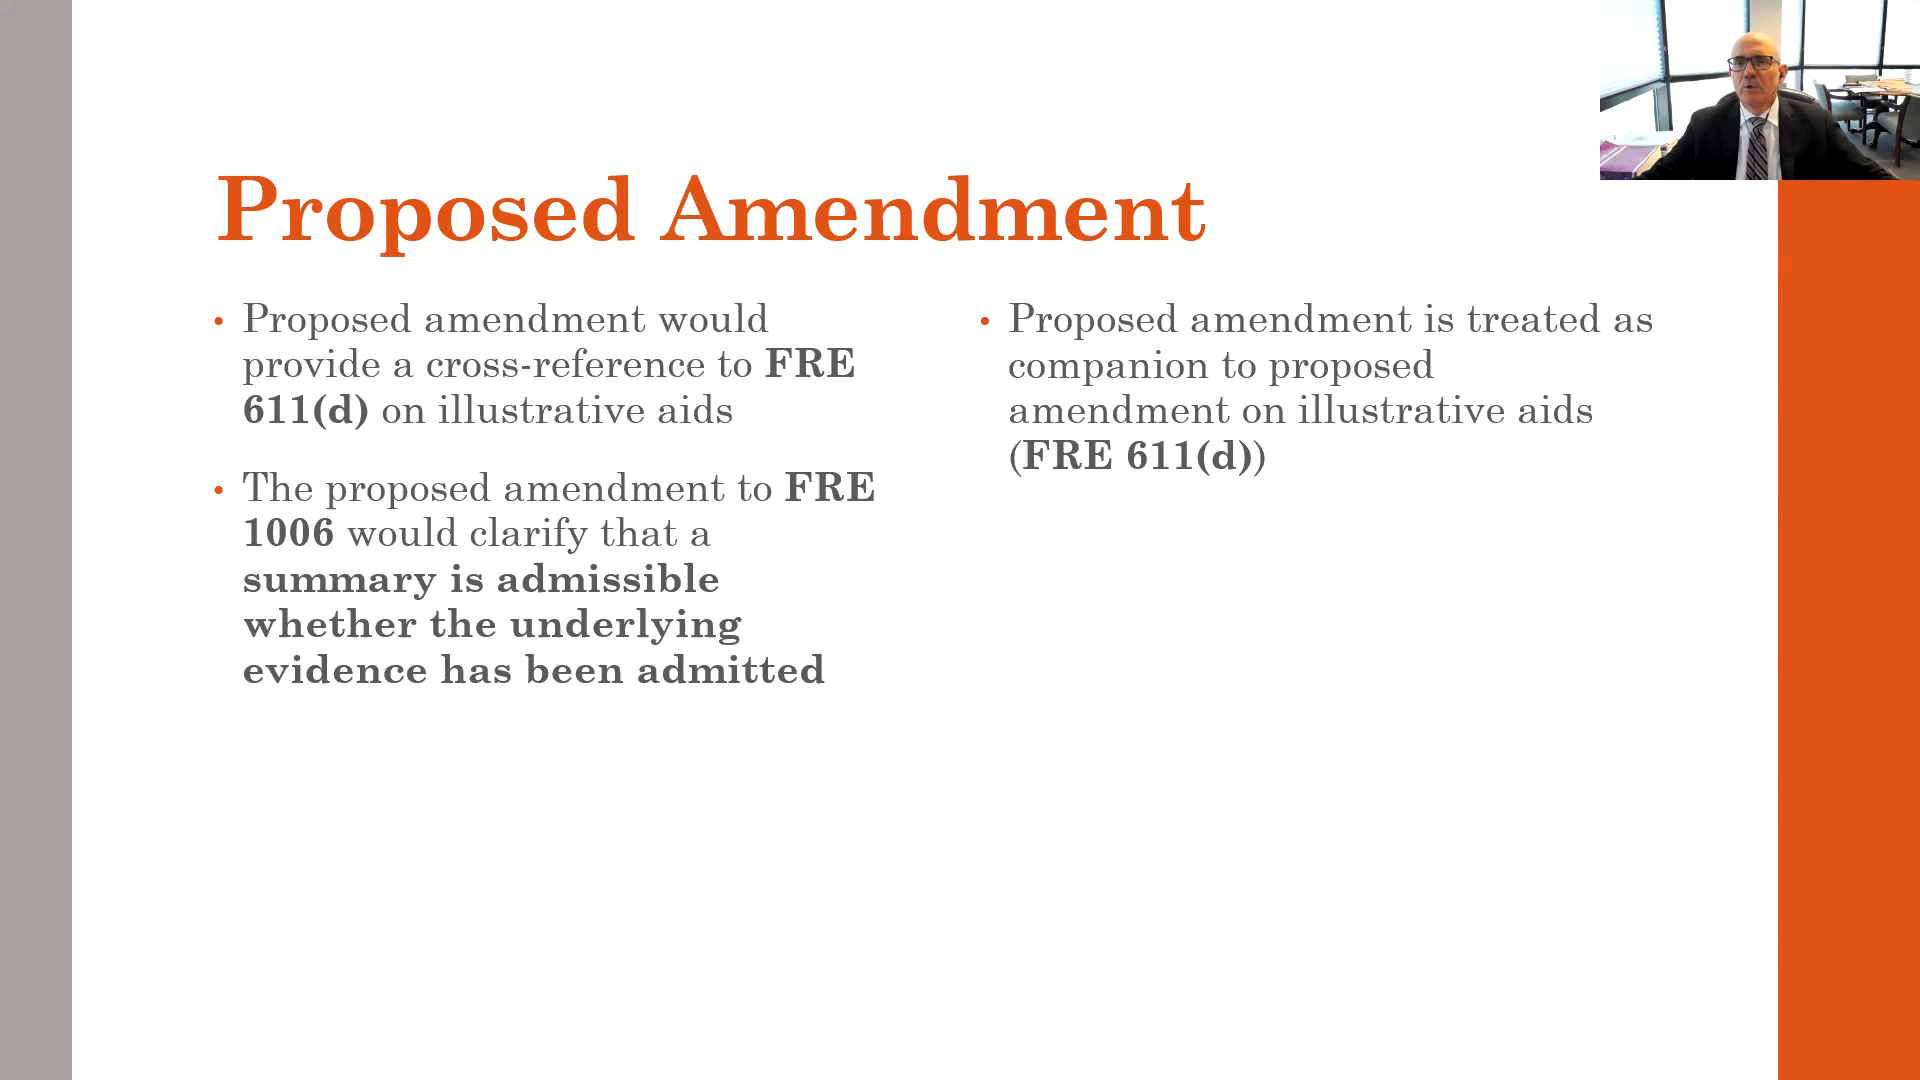 Proposed Amendment
• Proposed amendment would
provide a cross-reference to FRE
611(d) on illustrative aids
• The proposed amendment to FRE
1006 would clarify that a
summary is admissible
whether the underlying
evidence has been admitted
• Proposed amendment is treated as
companion to proposed
amendment on illustrative aids
(FRE 611(d))